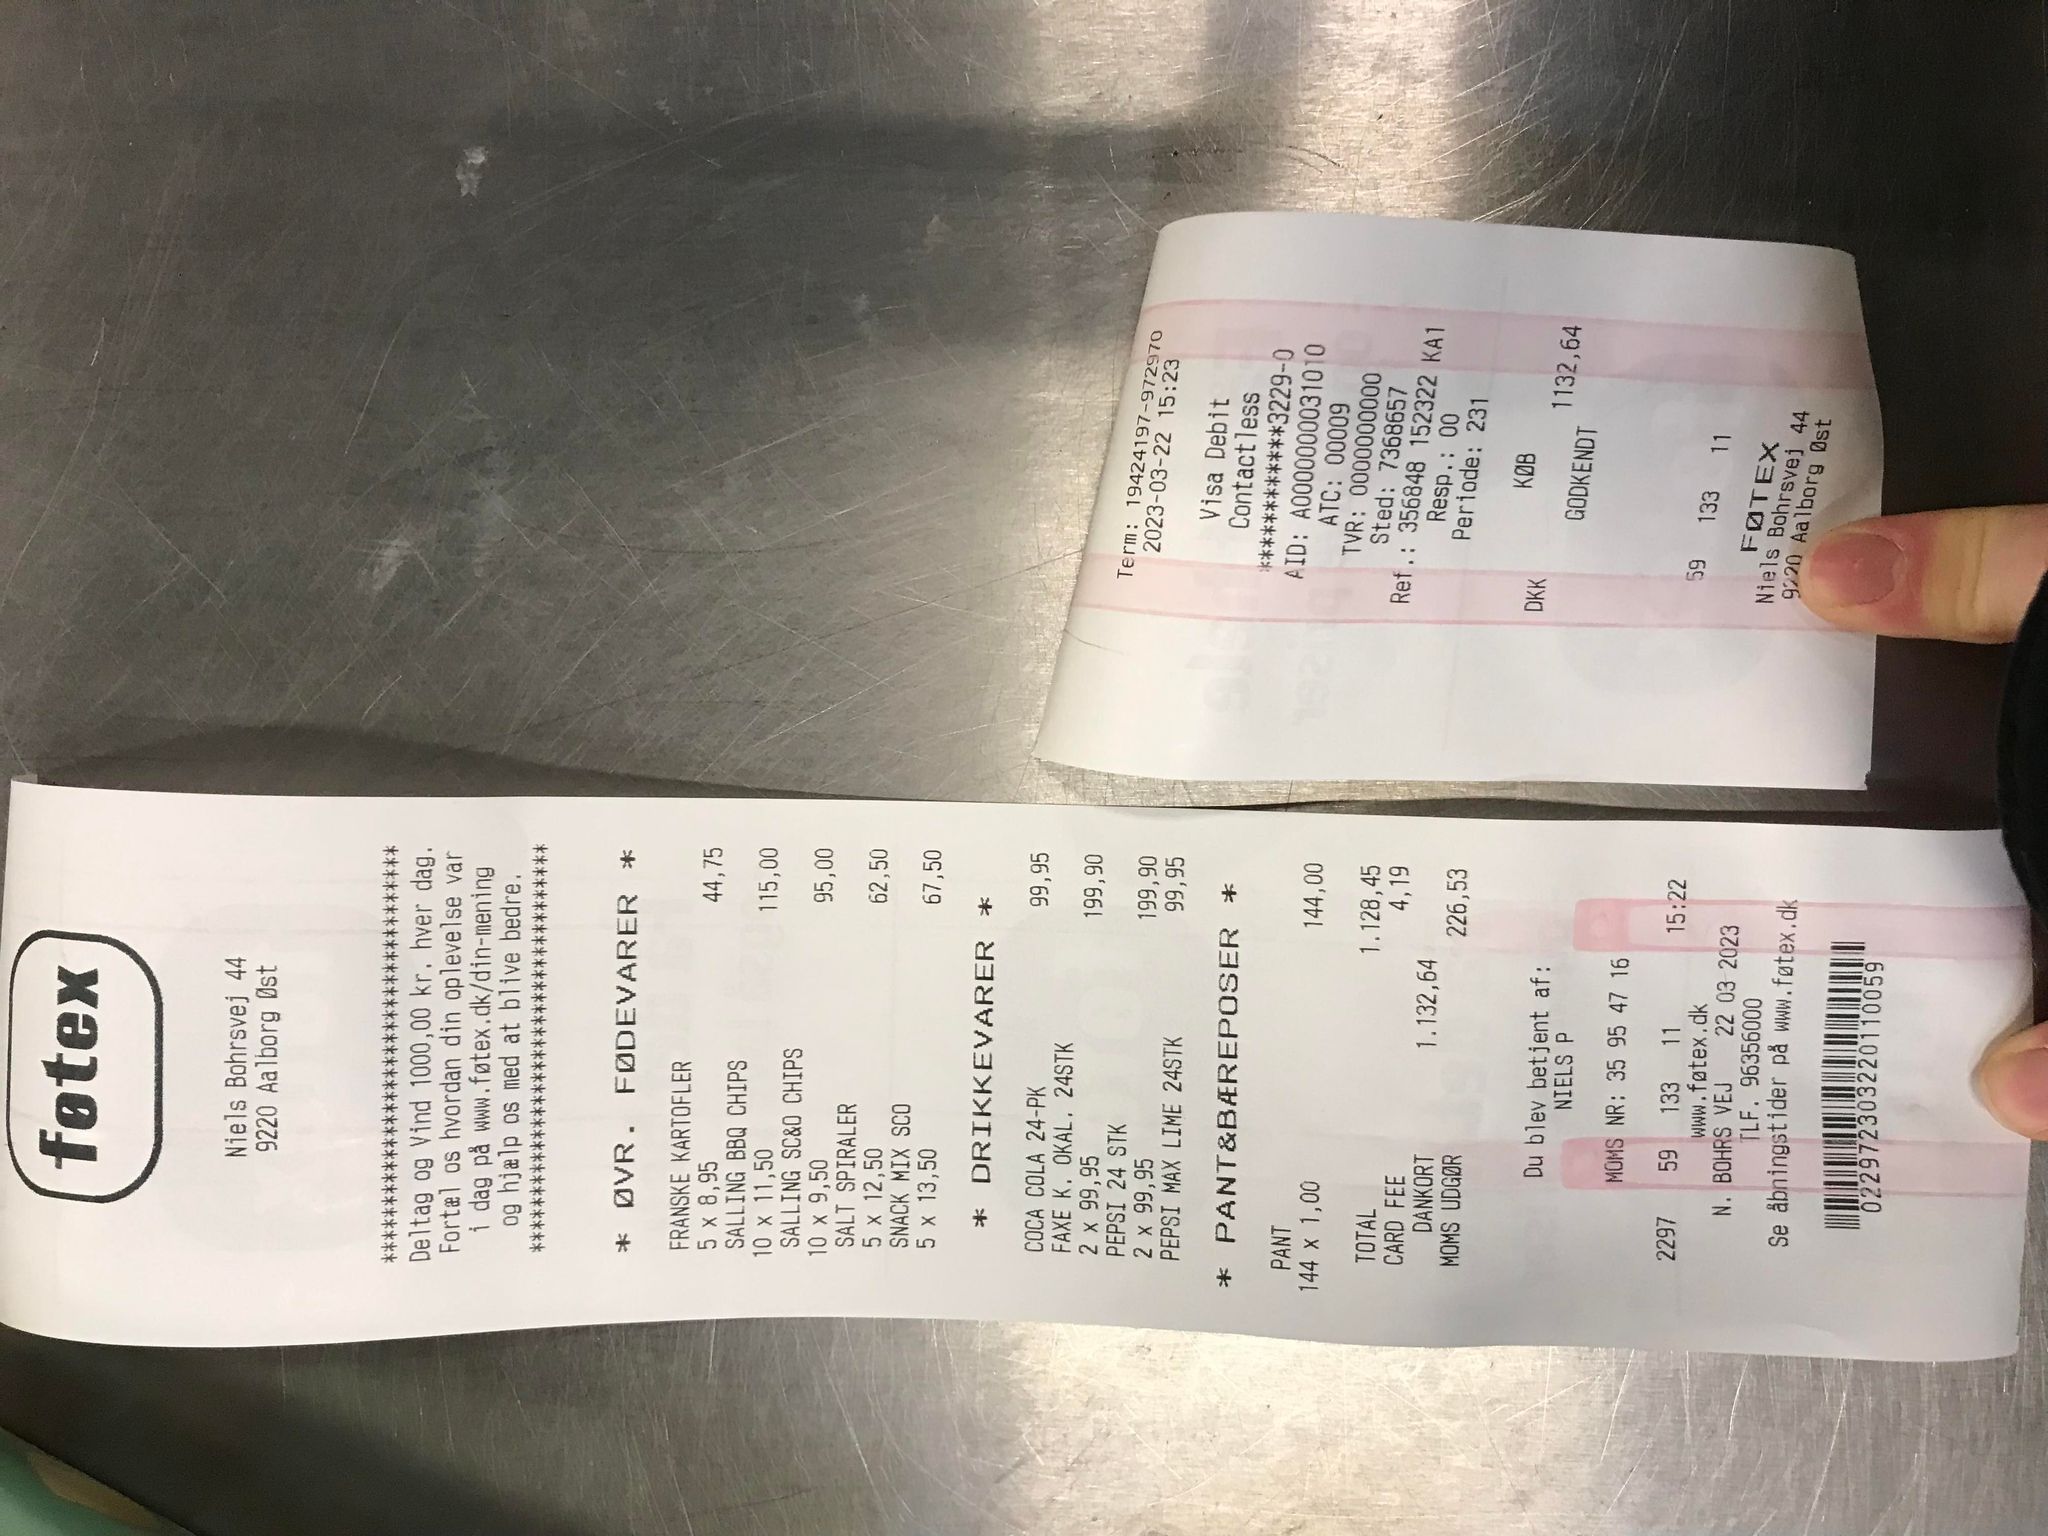 føtex
Niels Bohrsvej 44
9220 Aalborg Øst
****************************************
Deltag og Vind 1000,00 kr. hver dag.
Fortæl os hvordan din oplevelse var
i dag på www.føtex.dk/din-mening
og hjælp os med at blive bedre.
****************************************
* ØVR. FØDEVARER *
FRANSKE KARTOFLER
5 x 8,95 44,75
SALLING BBQ CHIPS
10 x 11,50 115,00
SALLING SC&O CHIPS
10 x 9,50 95,00
SALT SPIRALER
5 x 12,50 62,50
SNACK MIX SCO
5 x 13,50 67,50
* DRIKKEVARER *
COCA COLA 24-PK 99,95
FAXE K. ØKAL. 24STK
2 x 99,95 199,90
PEPSI 24 STK
2 x 99,95 199,90
PEPSI MAX LIME 24STK 99,95
* PANT&BÆREPOSER *
PANT
144 x 1,00 144,00
TOTAL 1.128,45
CARD FEE 4,19
DANKORT 1.132,64
MOMS UDGØR 226,53
Du blev betjent af:
NIELS P
MOMS NR: 35 95 47 16
2297 59 133 11 15:22
www.føtex.dk
N. BOHRS VEJ 22 03 2023
TLF. 96356000
Se åbningstider på www.føtex.dk
022972303220110059
Term: 19424197-972970
2023-03-22 15:23
Visa Debit
Contactless
************3229-0
AID: A0000000031010
ATC: 00009
TVR: 0000000000
Sted: 7368657
Ref.: 356848 152322 KA1
Resp.: 00
Periode: 231
KØB
DKK 1132,64
GODKENDT
59 133 11
FØTEX
Niels Bohrsvej 44
9220 Aalborg Øst